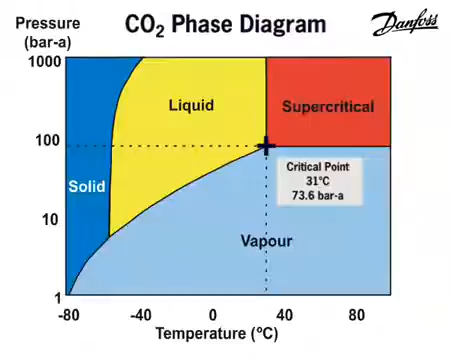 Pressure
(bar-a)
CO₂ Phase Diagram
Danfoss
1000
100
10
1
Liquid
Supercritical
Solid
Critical Point
31°C
73.6 bar-a
Vapour
-80 -40 0 40 80
Temperature (°C)